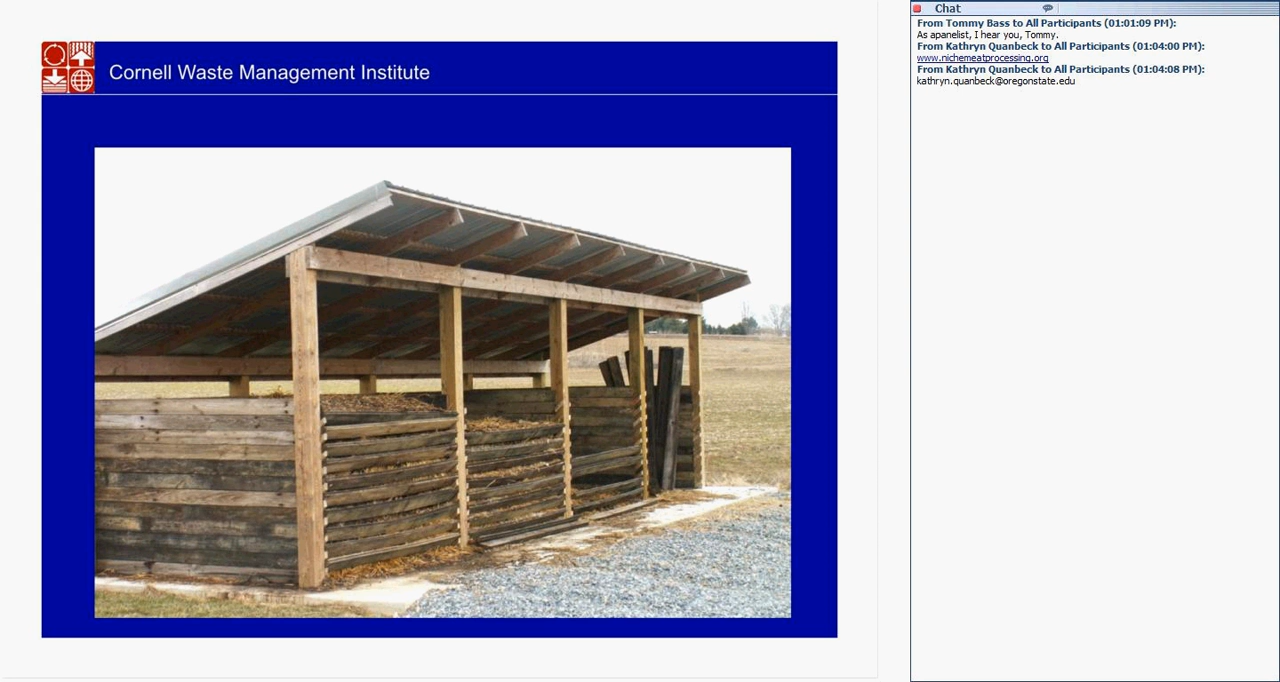 Cornell Waste Management Institute
Chat
From Tommy Bass to All Participants (01:01:09 PM):
As apanelist, I hear you, Tommy.
From Kathryn Quanbeck to All Participants (01:04:00 PM):
www.nichemeatprocessing.org
From Kathryn Quanbeck to All Participants (01:04:08 PM):
kathryn.quanbeck@oregonstate.edu